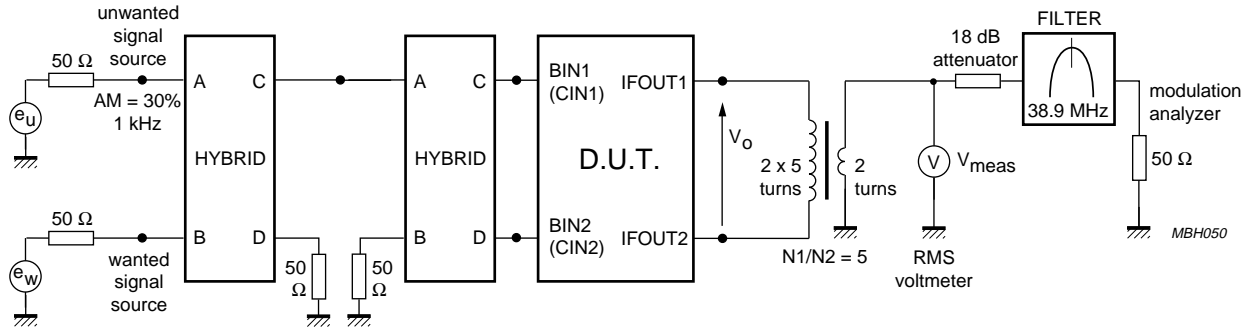 unwanted
signal
source
50 Ω
e u
AM = 30%
1 kHz
A
C
HYBRID
B
D
50 Ω
e w
wanted
signal
source
50
Ω
50
Ω
A
C
HYBRID
B
D
BIN1
(CIN1)
IFOUT1
D.U.T.
BIN2
(CIN2)
IFOUT2
Vo
2 x 5
turns
2
turns
N1/N2 = 5
V
Vmeas
RMS
voltmeter
18 dB
attenuator
FILTER
38.9 MHz
modulation
analyzer
50 Ω
MBH050